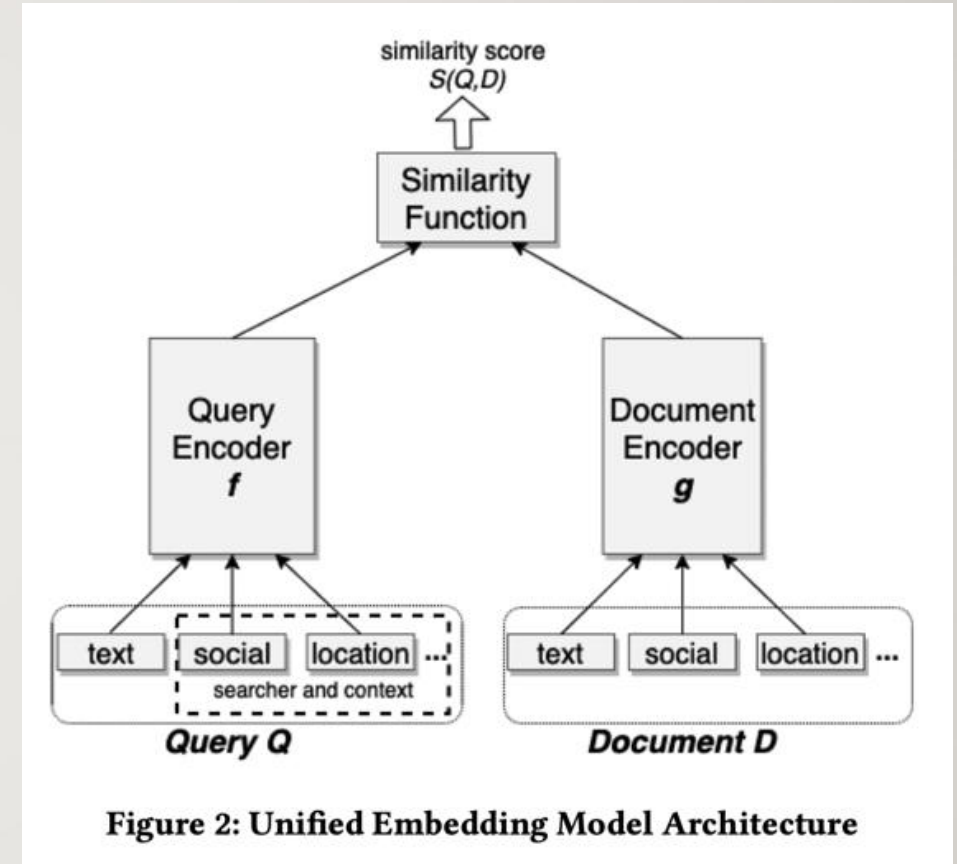 similarity score
S(Q,D)
Similarity
Function
Query
Encoder
f
Document
Encoder
g
text social location ...
searcher and context
Query Q
text social location ...
Document D
Figure 2: Unified Embedding Model Architecture